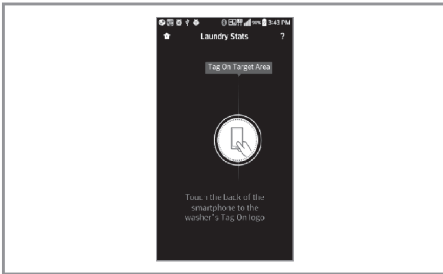 3:43 PM
Laundry Stats ?
Tag On Target Area
Touch the back of the
smartphone to the
washer's Tag On logo